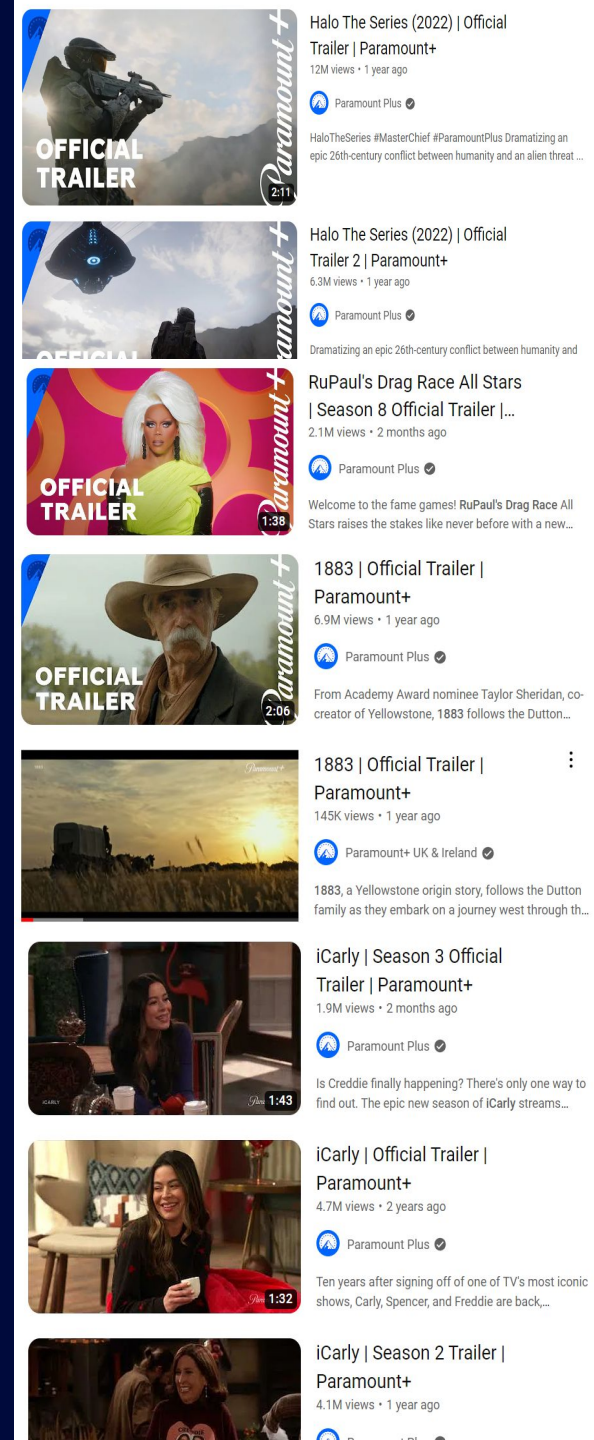 OFFICIAL
TRAILER
Paramount+
2:11
Halo The Series (2022) | Official
Trailer | Paramount+
12M views • 1 year ago
Paramount Plus
HaloTheSeries #MasterChief #ParamountPlus Dramatizing an
epic 26th-century conflict between humanity and an alien threat ...
OFFICIAL
Paramount+
Halo The Series (2022) | Official
Trailer 2 | Paramount+
6.3M views • 1 year ago
Paramount Plus
Dramatizing an epic 26th-century conflict between humanity and
OFFICIAL
TRAILER
Paramount+
1:38
RuPaul's Drag Race All Stars
| Season 8 Official Trailer |...
2.1M views • 2 months ago
Paramount Plus
Welcome to the fame games! RuPaul's Drag Race All
Stars raises the stakes like never before with a new...
OFFICIAL
TRAILER
Paramount+
2:06
1883 | Official Trailer |
Paramount+
6.9M views • 1 year ago
Paramount Plus
From Academy Award nominee Taylor Sheridan, co-
creator of Yellowstone, 1883 follows the Dutton...
Paramount+
1883 | Official Trailer |
Paramount+
145K views • 1 year ago
Paramount+ UK & Ireland
1883, a Yellowstone origin story, follows the Dutton
family as they embark on a journey west through th...
iCARLY
1:43
iCarly | Season 3 Official
Trailer | Paramount+
1.9M views • 2 months ago
Paramount Plus
Is Creddie finally happening? There's only one way to
find out. The epic new season of iCarly streams...
1:32
iCarly | Official Trailer |
Paramount+
4.7M views • 2 years ago
Paramount Plus
Ten years after signing off of one of TV's most iconic
shows, Carly, Spencer, and Freddie are back,...
iCarly | Season 2 Trailer |
Paramount+
4.1M views • 1 year ago